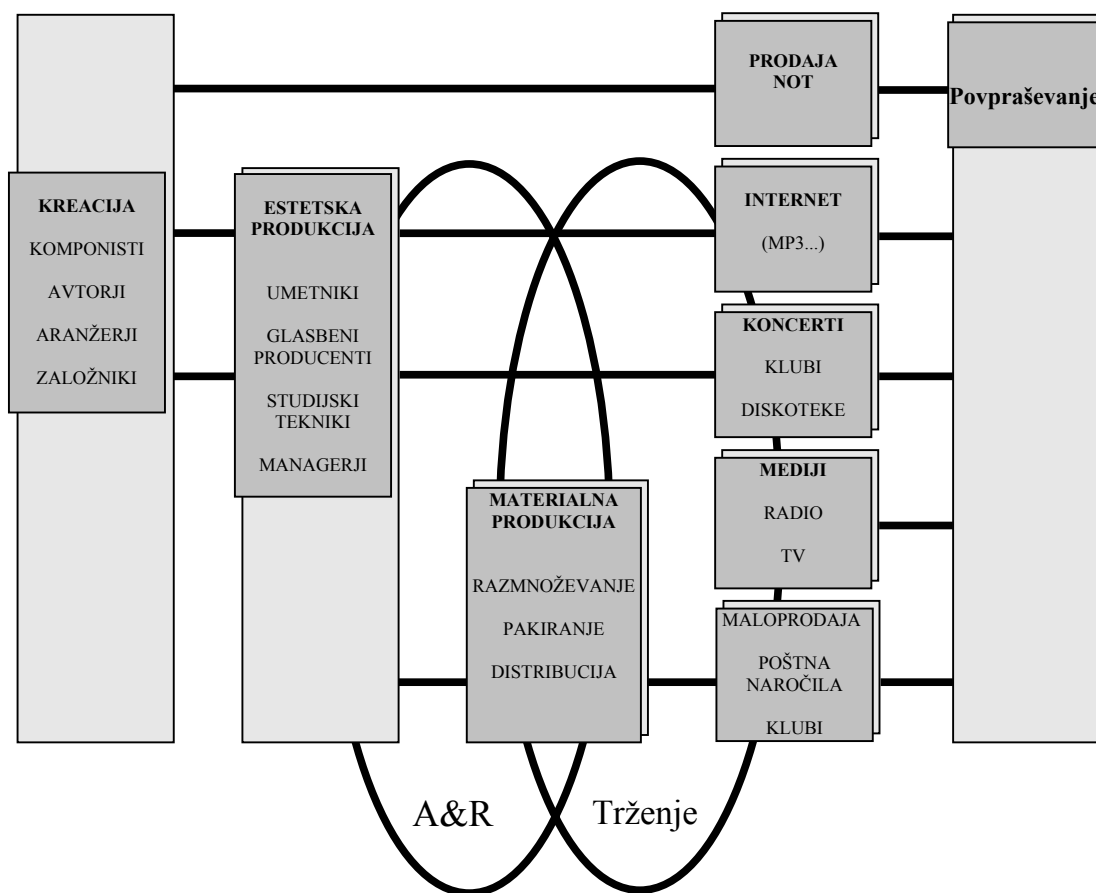 KREACIJA
KOMPONISTI
AVTORJI
ARANŽERJI
ZALOŽNIKI
ESTETSKA
PRODUKCIJA
UMETNIKI
GLASBENI
PRODUCENTI
STUDIJSKI
TEKNIKI
MANAGERJI
MATERIALNA
PRODUKCIJA
RAZMNOŽEVANJE
PAKIRANJE
DISTRIBUCIJA
PRODAJA
NOT
INTERNET
(MP3...)
KONCERTI
KLUBI
DISKOTEKE
MEDIJI
RADIO
TV
MALOPRODAJA
POŠTNA
NAROČILA
KLUBI
Povpraševanje
A&R
Trženje